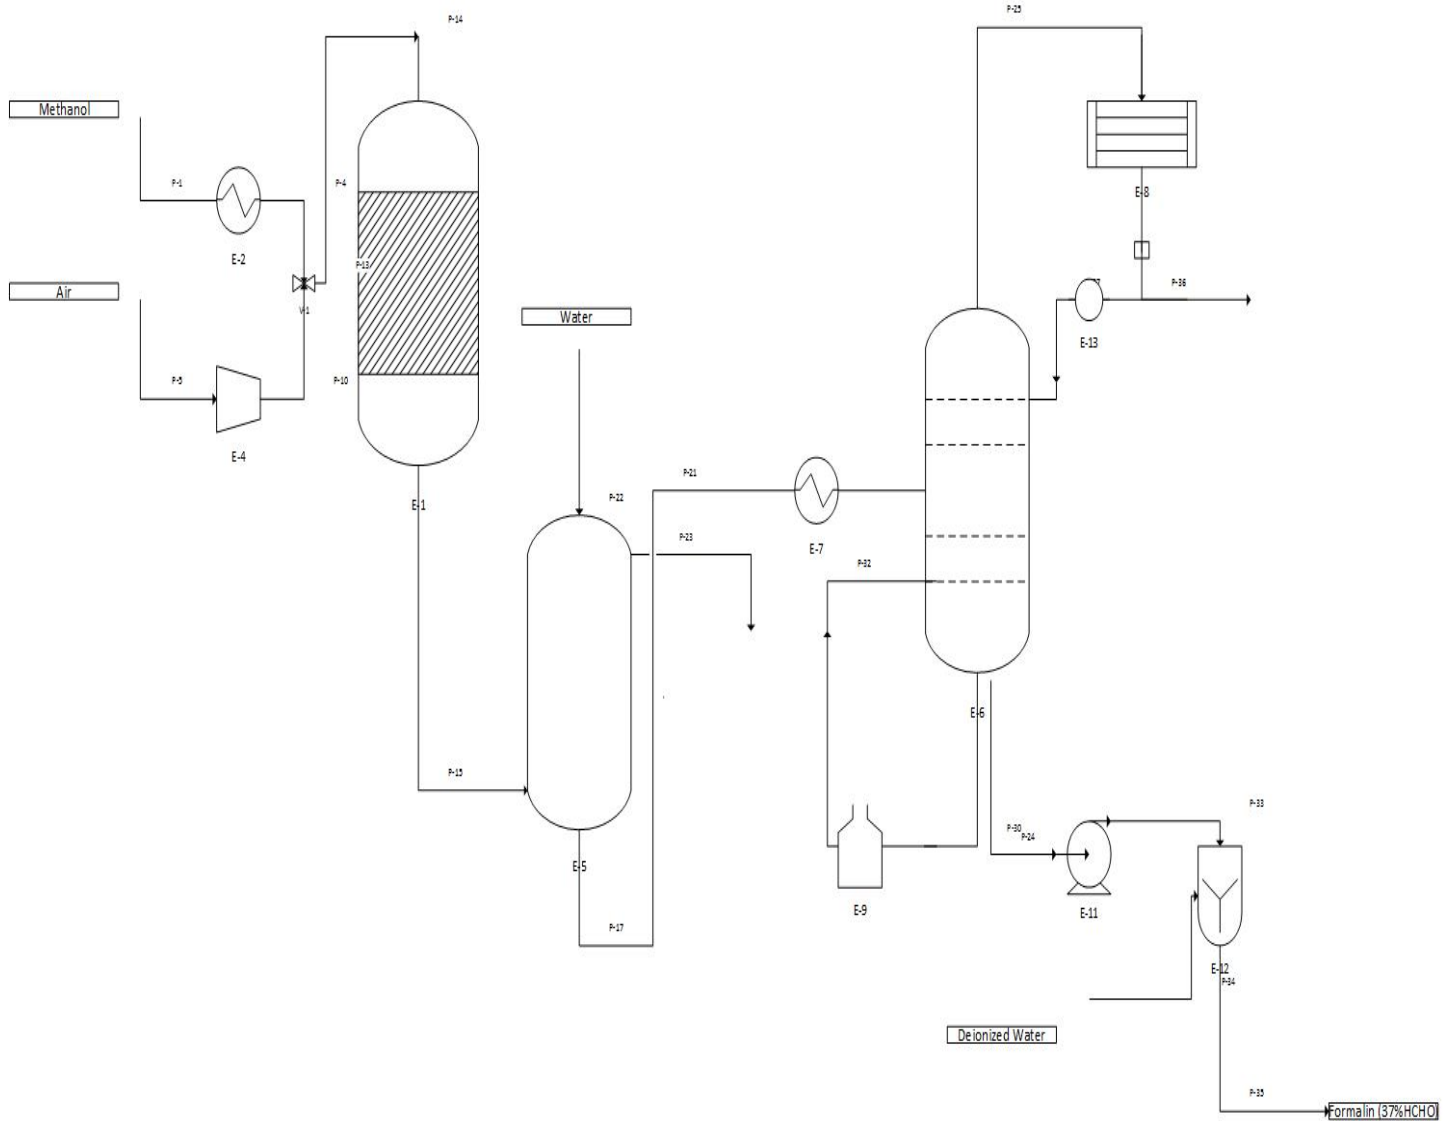 P-25
P-14
Methanol
P-1
P-4
E-8
E-2
P-13
Air
V-1
P-36
Water
E-13
P-9
P-10
E-4
P-21
P-22
E-1
P-23
E-7
P-32
E-6
P-15
P-33
P-30
P-24
E-5
E-9
E-11
P-17
E-12
P-34
Deionized Water
P-35
Formalin (37%HCHO)